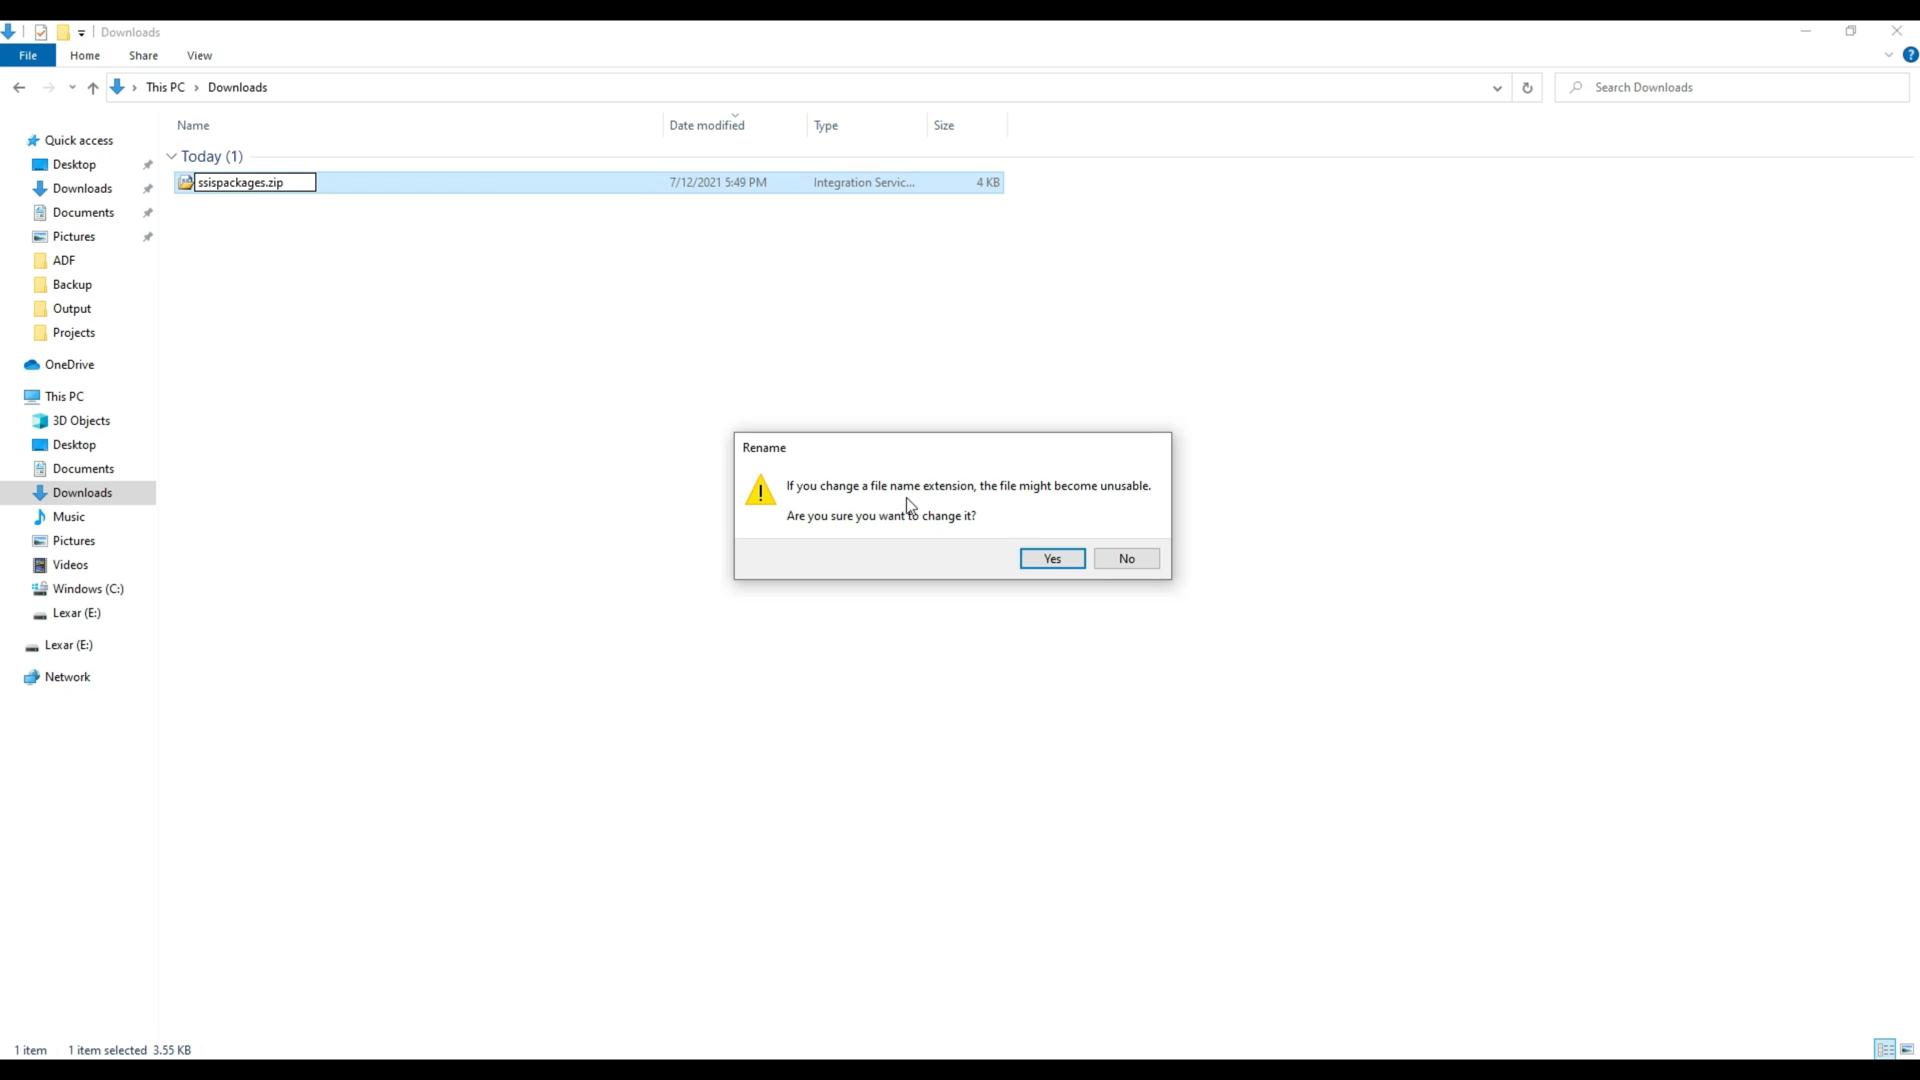 Downloads
File Home Share View
This PC Downloads Search Downloads
Name Date modified Type Size
Today (1)
ssispackages.zip 7/12/2021 5:49 PM Integration Servic... 4 KB
Quick access
Desktop
Downloads
Documents
Pictures
ADF
Backup
Output
Projects
OneDrive
This PC
3D Objects
Desktop
Documents
Downloads
Music
Pictures
Videos
Windows (C:)
Lexar (E:)
Lexar (E:)
Network
Rename
If you change a file name extension, the file might become unusable.
Are you sure you want to change it?
Yes No
1 item 1 item selected 3.55 KB